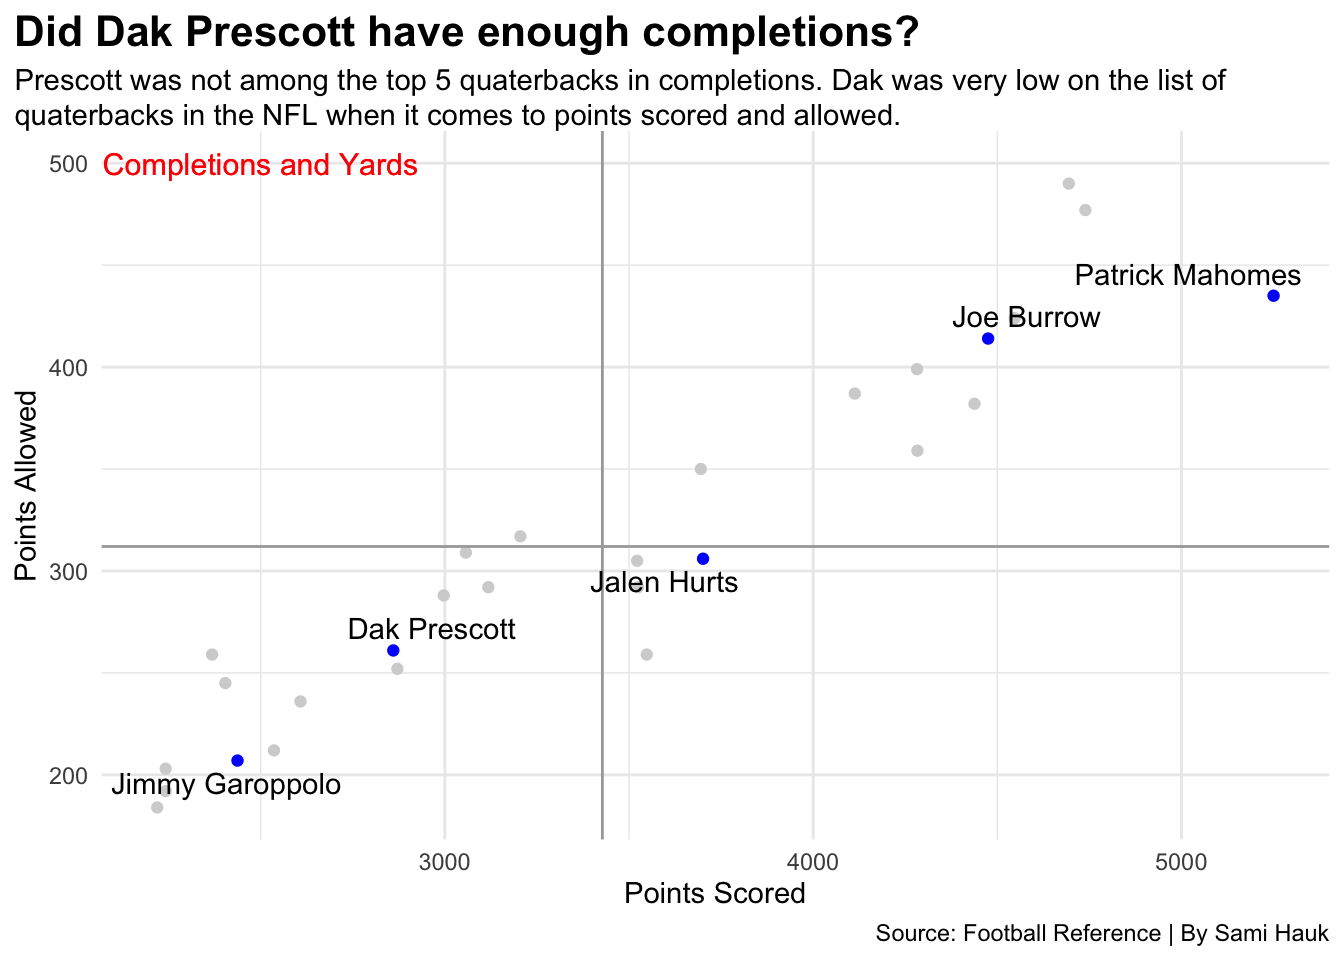 Did Dak Prescott have enough completions?
Prescott was not among the top 5 quaterbacks in completions. Dak was very low on the list of
quaterbacks in the NFL when it comes to points scored and allowed.
500
Completions and Yards
Patrick Mahomes
Joe Burrow
400
Points Allowed
300
Jalen Hurts
Dak Prescott
200
Jimmy Garoppolo
3000
4000
5000
Points Scored
Source: Football Reference | By Sami Hauk